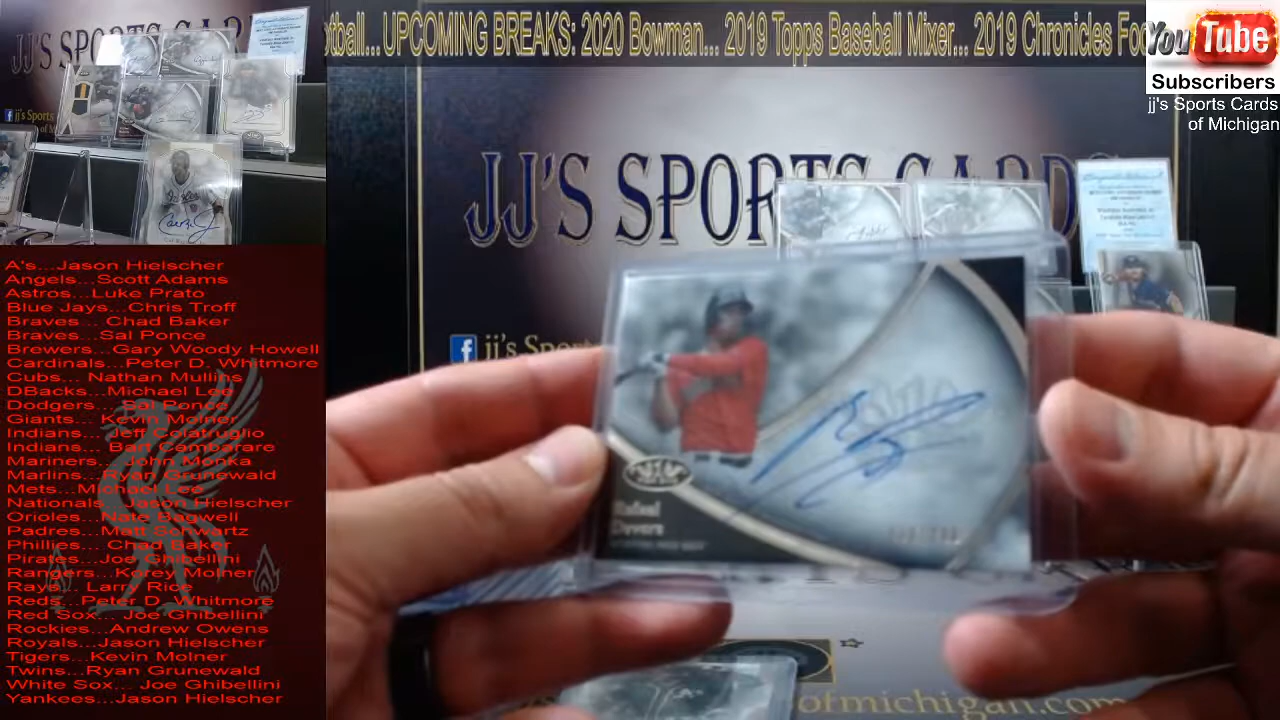 otball...UPCOMING BREAKS: 2020 Bowman... 2019 Topps Baseball Mixer... 2019 Chronicles Foo
You Tube
Subscribers
jj's Sports Cards
of Michigan
JJ'S SPORTS CARDS
jj's Sports
Rafael
Devers
ofmichigan.com
A's...Jason Hielscher
Angels...Scott Adams
Astros...Luke Prato
Blue Jays...Chris Troff
Braves... Chad Baker
Braves...Sal Ponce
Brewers...Gary Woody Howell
Cardinals...Peter D. Whitmore
Cubs... Nathan Mullins
DBacks...Michael Lee
Dodgers... Sal Ponce
Giants... Kevin Molner
Indians... Jeff Colatruglio
Indians... Bart Cambarare
Mariners... John Monka
Marlins...Ryan Grunewald
Mets...Michael Lee
Nationals...Jason Hielscher
Orioles...Nate Bagwell
Padres...Matt Schwartz
Phillies... Chad Baker
Pirates...Joe Ghibellini
Rangers...Korey Molner
Rays... Larry Rice
Reds...Peter D. Whitmore
Red Sox... Joe Ghibellini
Rockies...Andrew Owens
Royals...Jason Hielscher
Tigers...Kevin Molner
Twins...Ryan Grunewald
White Sox... Joe Ghibellini
Yankees...Jason Hielscher